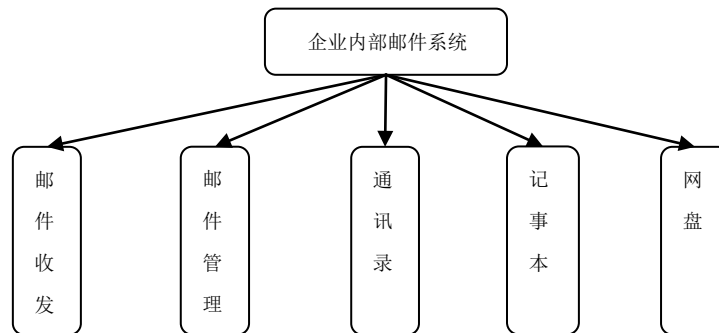 企业内部邮件系统
邮件收发
邮件管理
通讯录
记事本
网盘